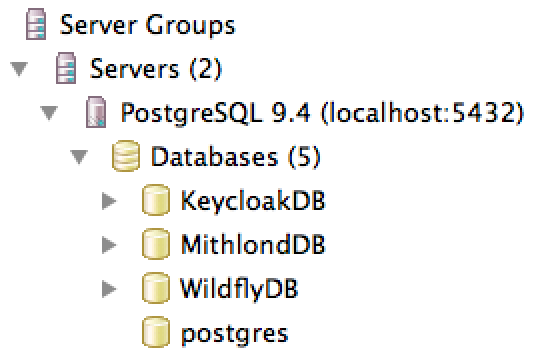 Server Groups
Servers (2)
PostgreSQL 9.4 (localhost:5432)
Databases (5)
KeycloakDB
MithlondDB
WildflyDB
postgres